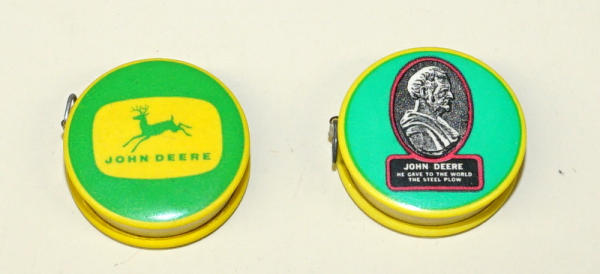 JOHN DEERE
JOHN DEERE
HE GAVE TO THE WORLD
THE STEEL PLOW